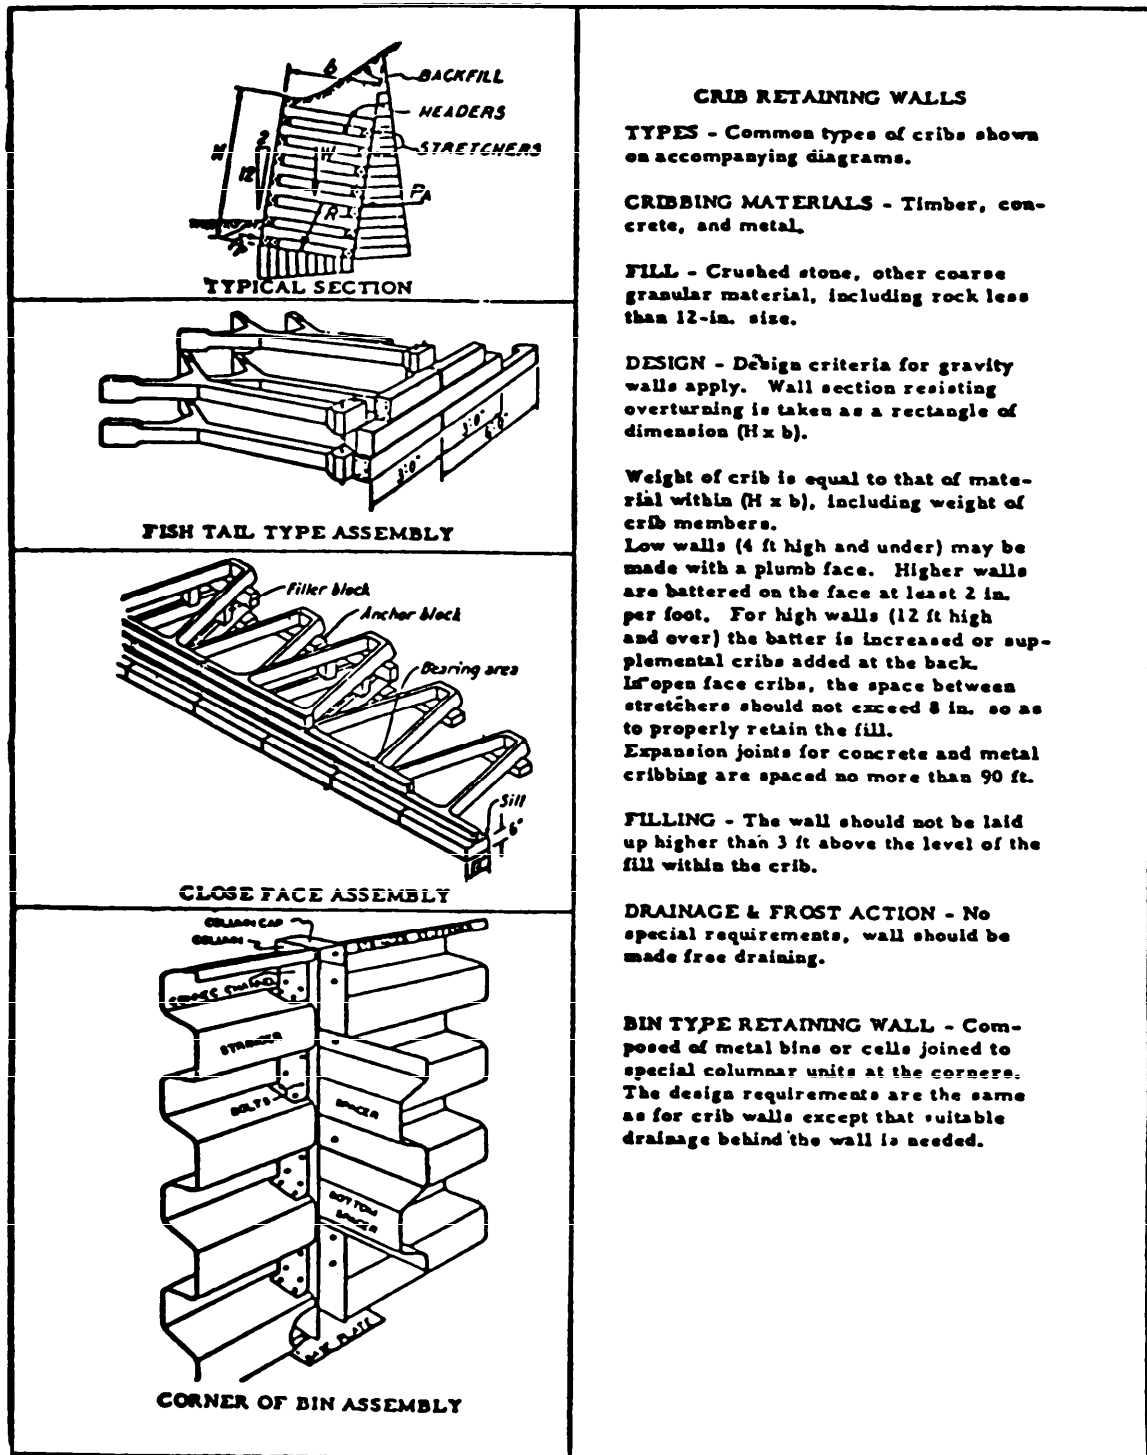 b
BACKFILL
HEADERS
STRETCHERS
H
2
12
W
R
PA
TYPICAL SECTION
3'0"
3'0"
6'0"
FISH TAIL TYPE ASSEMBLY
Filler block
Anchor block
Bearing area
Sill
6"
CLOSE FACE ASSEMBLY
COLUMN CAP
COLUMN
STRINGER
BOLTS
SPACER
BOTTOM
SPACER
CORNER OF BIN ASSEMBLY
CRIB RETAINING WALLS
TYPES - Common types of cribs shown
on accompanying diagrams.
CRIBBING MATERIALS - Timber, con-
crete, and metal.
FILL - Crushed stone, other coarse
granular material, including rock less
than 12-in. size.
DESIGN - Design criteria for gravity
walls apply. Wall section resisting
overturning is taken as a rectangle of
dimension (H x b).
Weight of crib is equal to that of mate-
rial within (H x b), including weight of
crib members.
Low walls (4 ft high and under) may be
made with a plumb face. Higher walls
are battered on the face at least 2 in.
per foot. For high walls (12 ft high
and over) the batter is increased or sup-
plemental cribs added at the back.
In open face cribs, the space between
stretchers should not exceed 8 in. so as
to properly retain the fill.
Expansion joints for concrete and metal
cribbing are spaced no more than 90 ft.
FILLING - The wall should not be laid
up higher than 3 ft above the level of the
fill within the crib.
DRAINAGE & FROST ACTION - No
special requirements, wall should be
made free draining.
BIN TYPE RETAINING WALL - Com-
posed of metal bins or cells joined to
special columnar units at the corners.
The design requirements are the same
as for crib walls except that suitable
drainage behind the wall is needed.